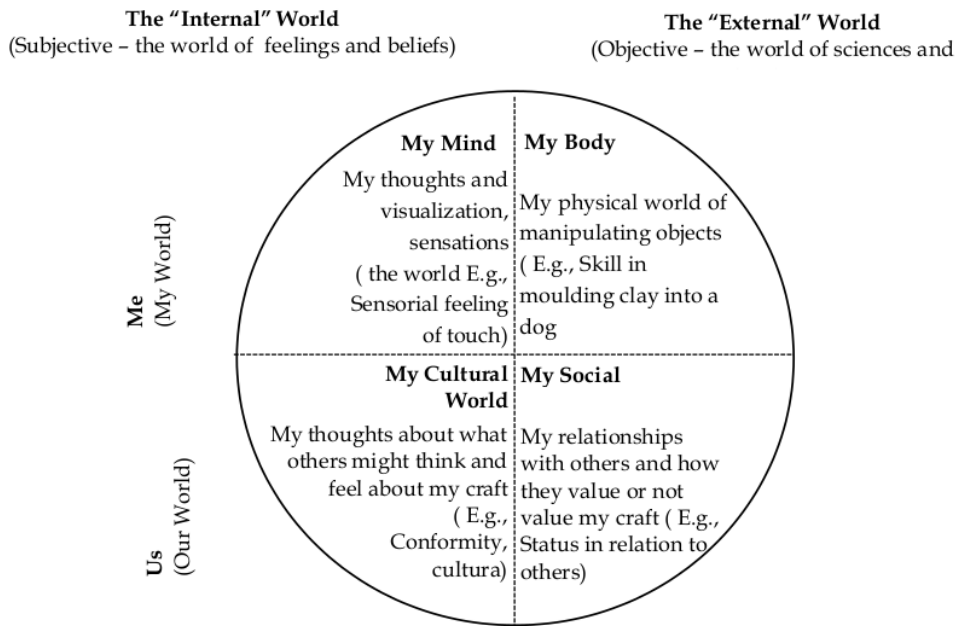 The “Internal” World
(Subjective – the world of  feelings and beliefs)
The “External” World
(Objective – the world of sciences and
Me
(My World)
My Mind
My thoughts and
visualization,
sensations
( the world E.g.,
Sensorial feeling
of touch)
My Body
My physical world of
manipulating objects
( E.g., Skill in
moulding clay into a
dog
Us
(Our World)
My Cultural
World
My thoughts about what
others might think and
feel about my craft
( E.g.,
Conformity,
cultura)
My Social
My relationships
with others and how
they value or not
value my craft ( E.g.,
Status in relation to
others)